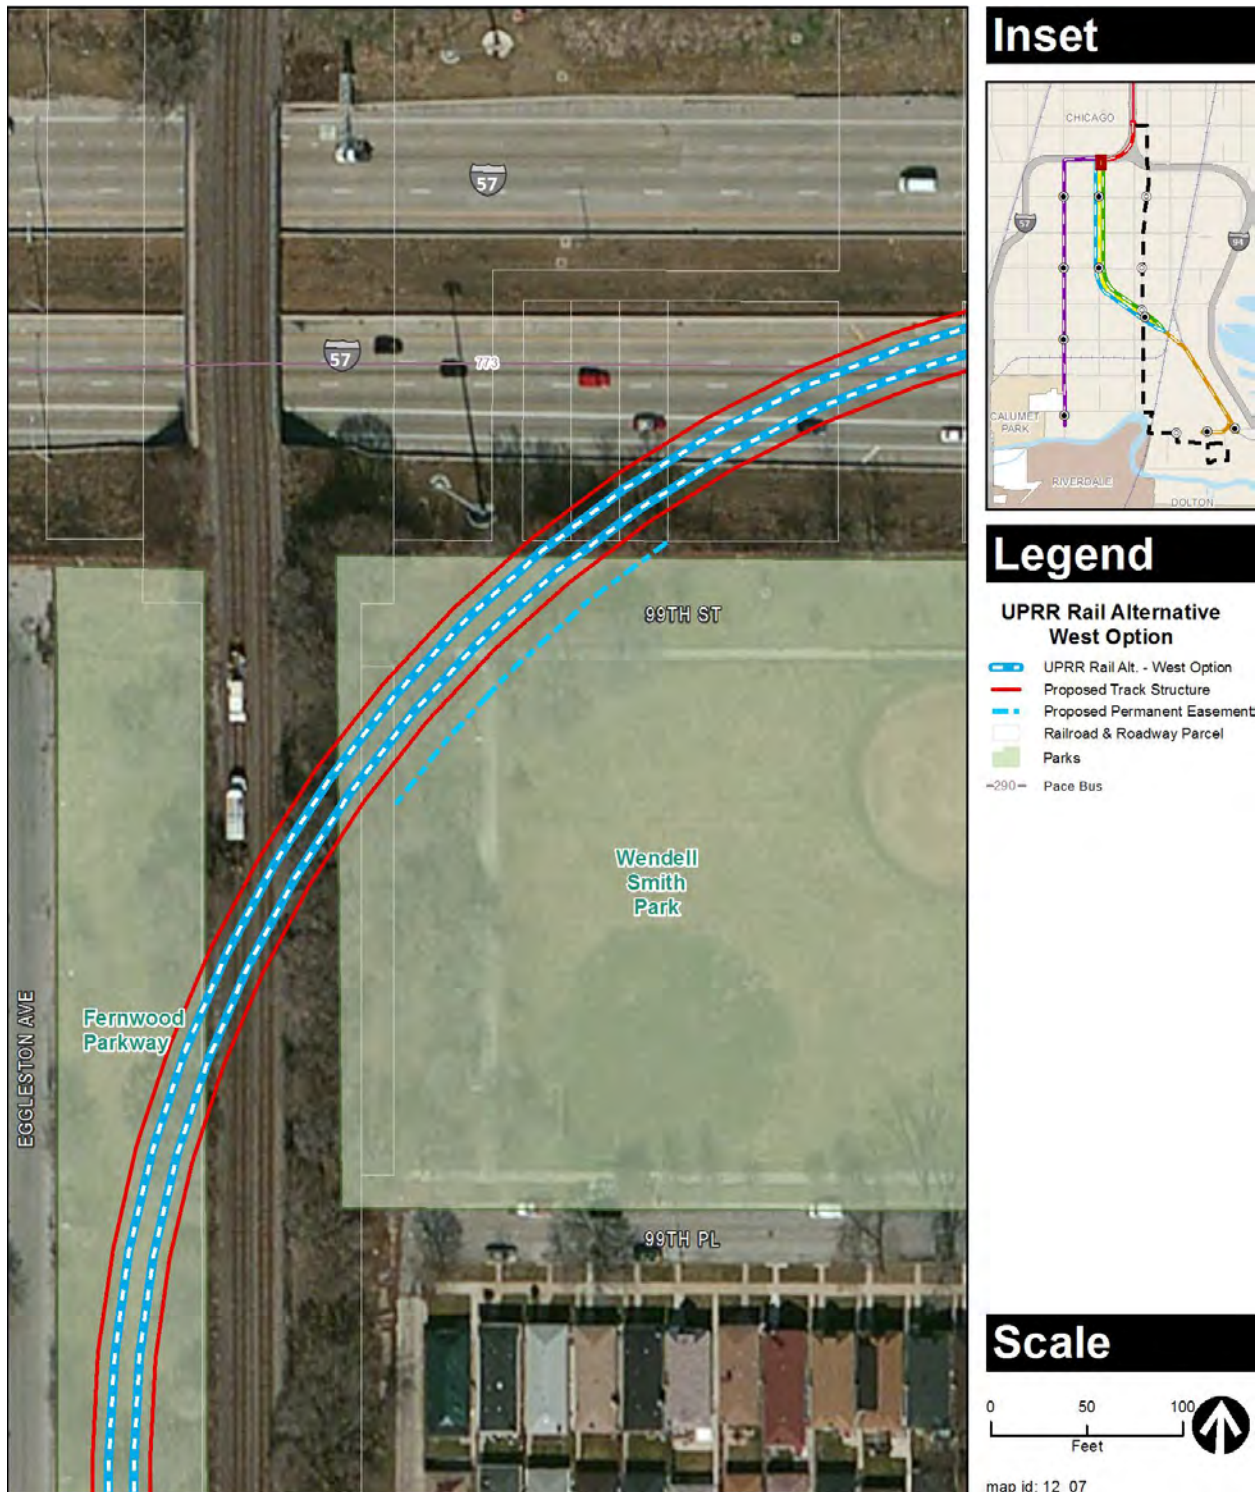 Inset
CHICAGO
57
94
CALUMET
PARK
RIVERDALE
DOLTON
Legend
UPRR Rail Alternative
West Option
UPRR Rail Alt. - West Option
Proposed Track Structure
Proposed Permanent Easement
Railroad & Roadway Parcel
Parks
-290- Pace Bus
57
57
773
99TH ST
Wendell
Smith
Park
Fernwood
Parkway
EGGLESTON AVE
99TH PL
Scale
0 50 100
Feet
map id: 12_07